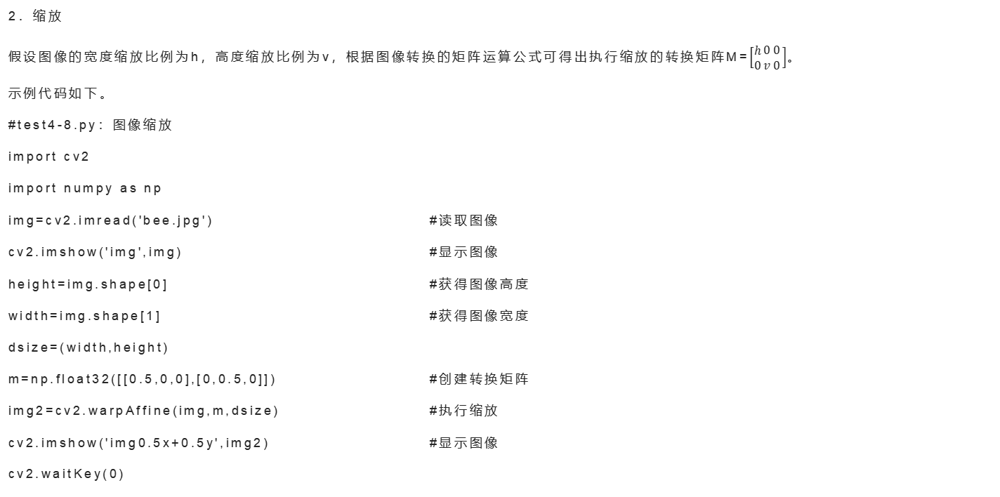 2. 缩放
假设图像的宽度缩放比例为h，高度缩放比例为v，根据图像转换的矩阵运算公式可得出执行缩放的转换矩阵M=[h 0 0
0 v 0]。
示例代码如下。
#test4-8.py：图像缩放
import cv2
import numpy as np
img=cv2.imread('bee.jpg') #读取图像
cv2.imshow('img',img) #显示图像
height=img.shape[0] #获得图像高度
width=img.shape[1] #获得图像宽度
dsize=(width,height)
m=np.float32([[0.5,0,0],[0,0.5,0]]) #创建转换矩阵
img2=cv2.warpAffine(img,m,dsize) #执行缩放
cv2.imshow('img0.5x+0.5y',img2) #显示图像
cv2.waitKey(0)